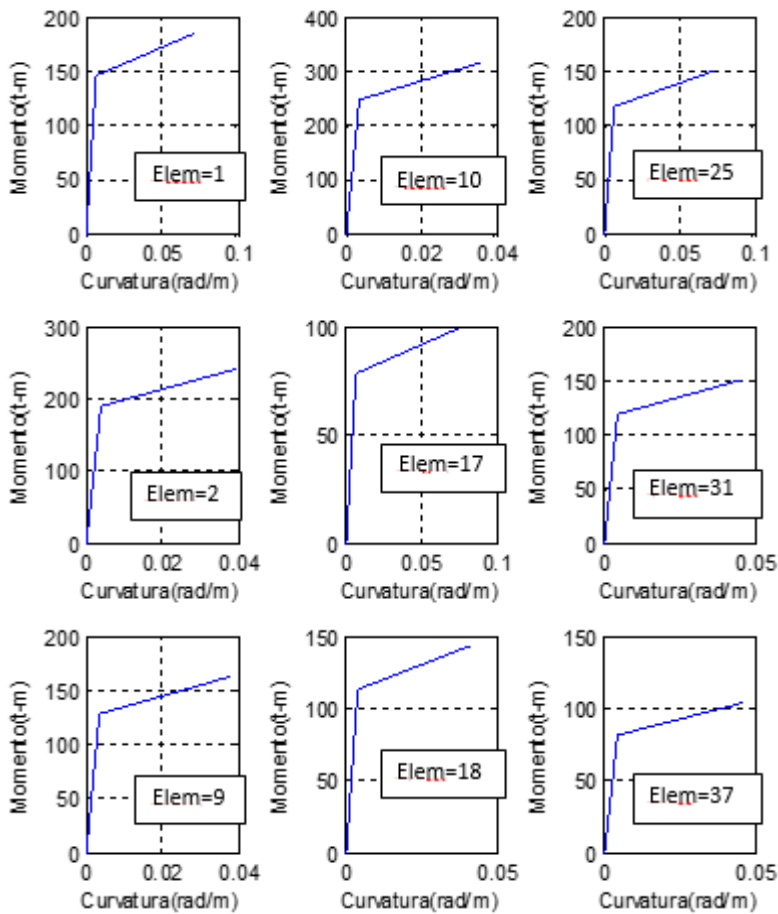 200
150
100
50
0
Momento(t-m)
Elem=1
0
0.05
0.1
Curvatura(rad/m)
400
300
200
100
0
Momento(t-m)
Elem=10
0
0.02
0.04
Curvatura(rad/m)
200
150
100
50
0
Momento(t-m)
Elem=25
0
0.05
0.1
Curvatura(rad/m)
300
200
100
0
Momento(t-m)
Elem=2
0
0.02
0.04
Curvatura(rad/m)
100
50
0
Momento(t-m)
Elem=17
0
0.05
0.1
Curvatura(rad/m)
200
150
100
50
0
Momento(t-m)
Elem=31
0
0.05
Curvatura(rad/m)
200
150
100
50
0
Momento(t-m)
Elem=9
0
0.02
0.04
Curvatura(rad/m)
150
100
50
0
Momento(t-m)
Elem=18
0
0.05
Curvatura(rad/m)
150
100
50
0
Momento(t-m)
Elem=37
0
0.05
Curvatura(rad/m)